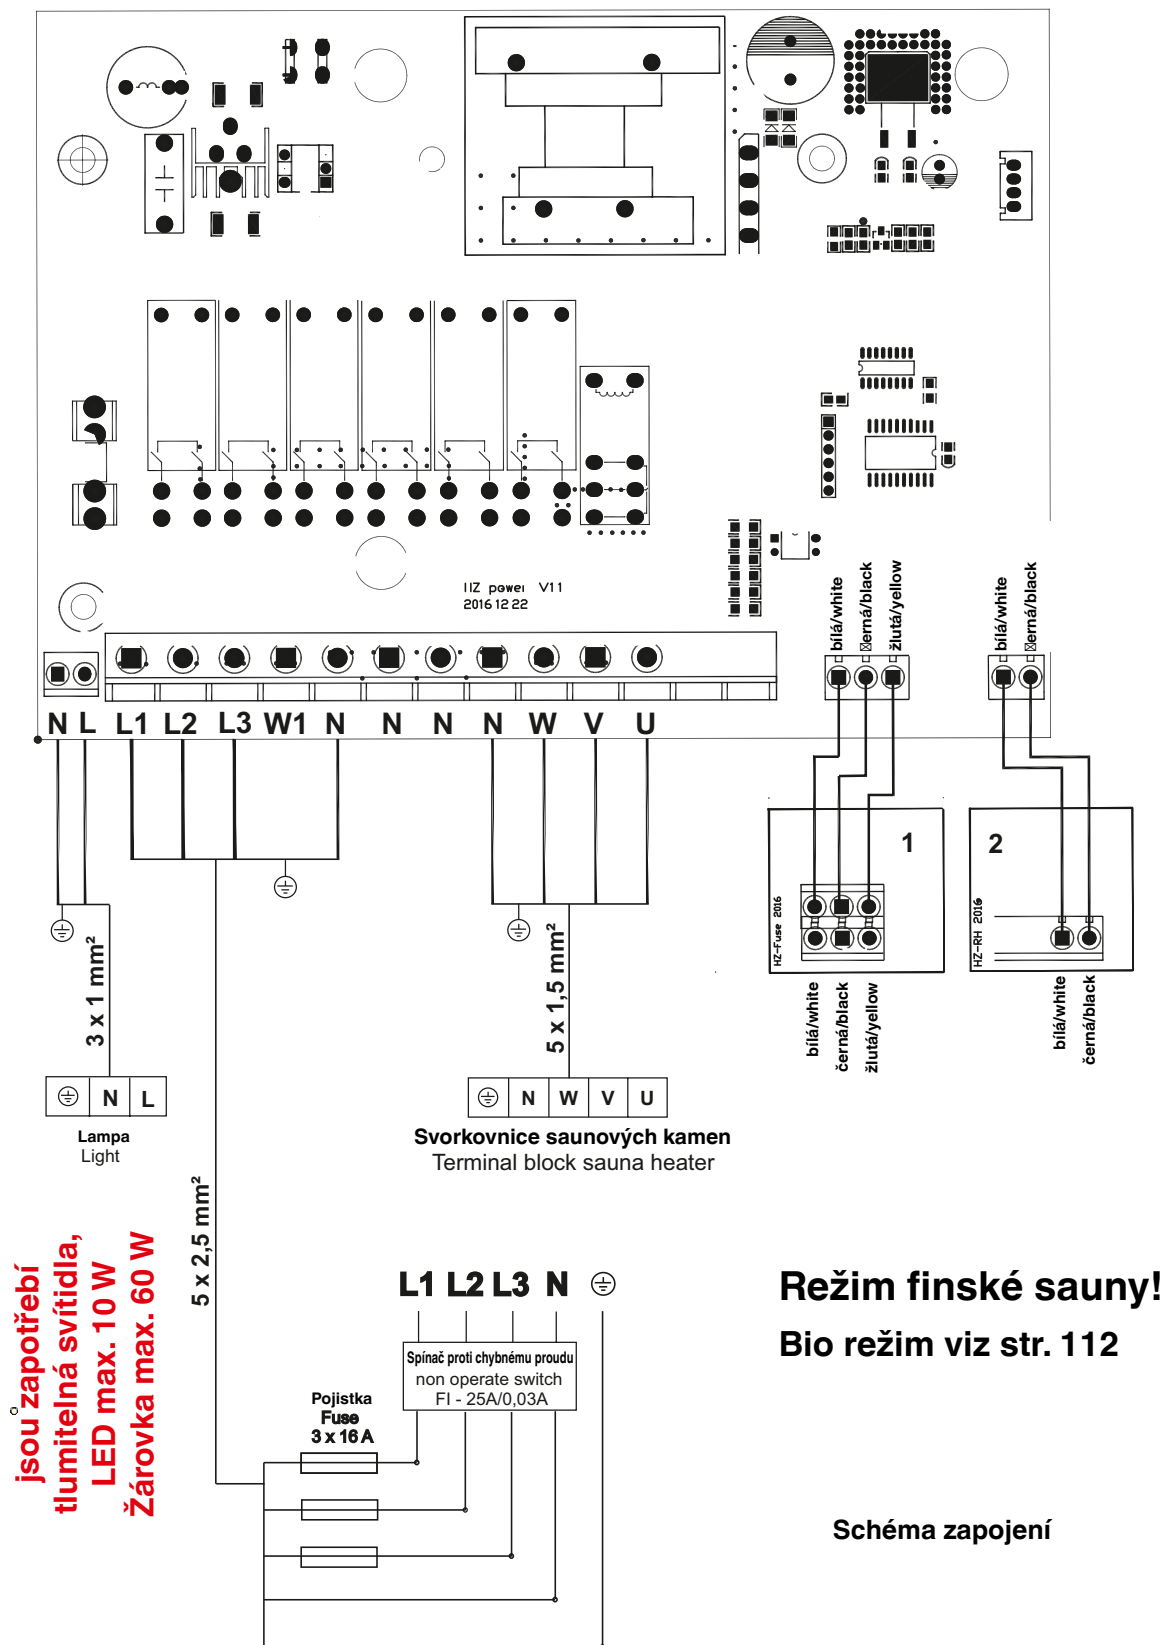 IIZ power V11
2016 12 22
bílá/white
erná/black
žlutá/yellow
bílá/white
erná/black
N L L1 L2 L3 W1 N N N N W V U
1
HZ-Fuse 2016
2
HZ-RH 2016
bílá/white
černá/black
žlutá/yellow
bílá/white
černá/black
3 x 1 mm²
5 x 1,5 mm²
N L
Lampa
Light
N W V U
Svorkovnice saunových kamen
Terminal block sauna heater
5 x 2,5 mm²
jsou zapotřebí
tlumitelná svítidla,
LED max. 10 W
Žárovka max. 60 W
L1 L2 L3 N
Spínač proti chybnému proudu
non operate switch
FI - 25A/0,03A
Pojistka
Fuse
3 x 16 A
Režim finské sauny!
Bio režim viz str. 112
Schéma zapojení